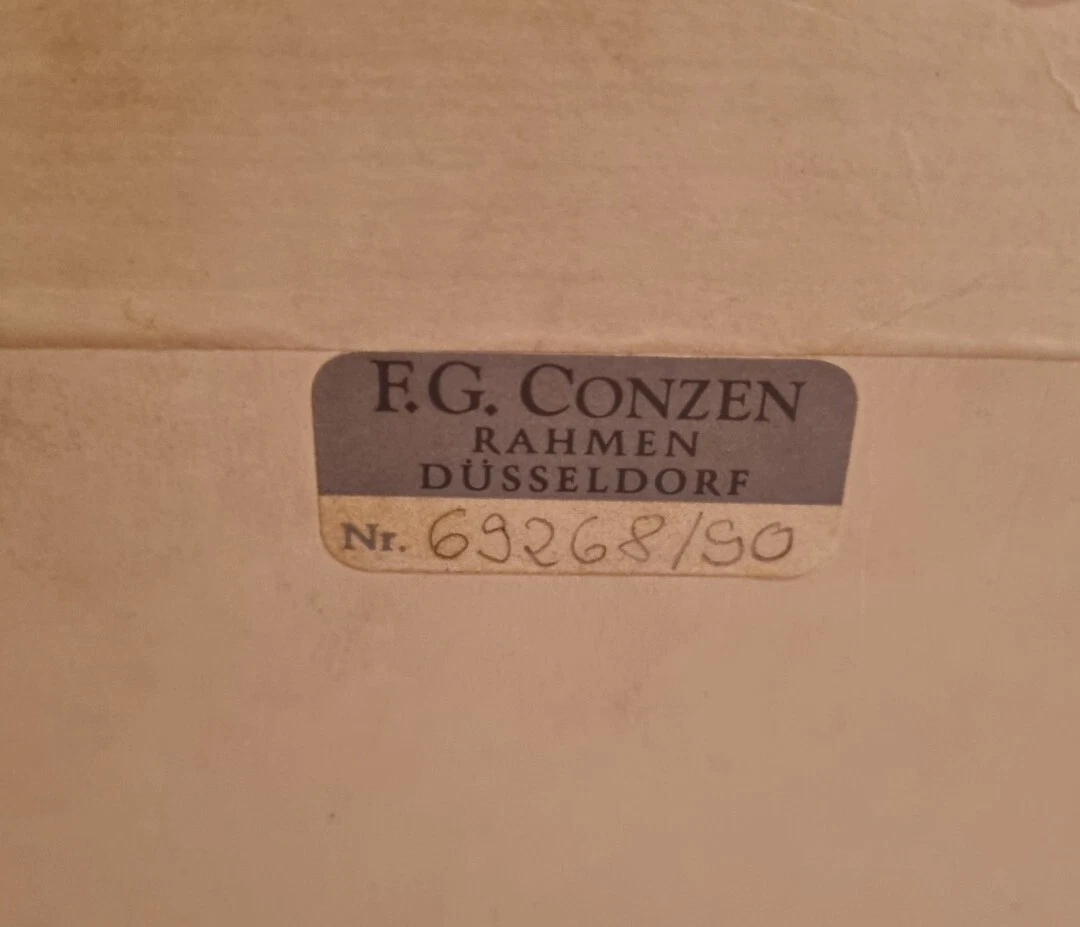 F.G. CONZEN
RAHMEN
DÜSSELDORF
Nr. 69268/90